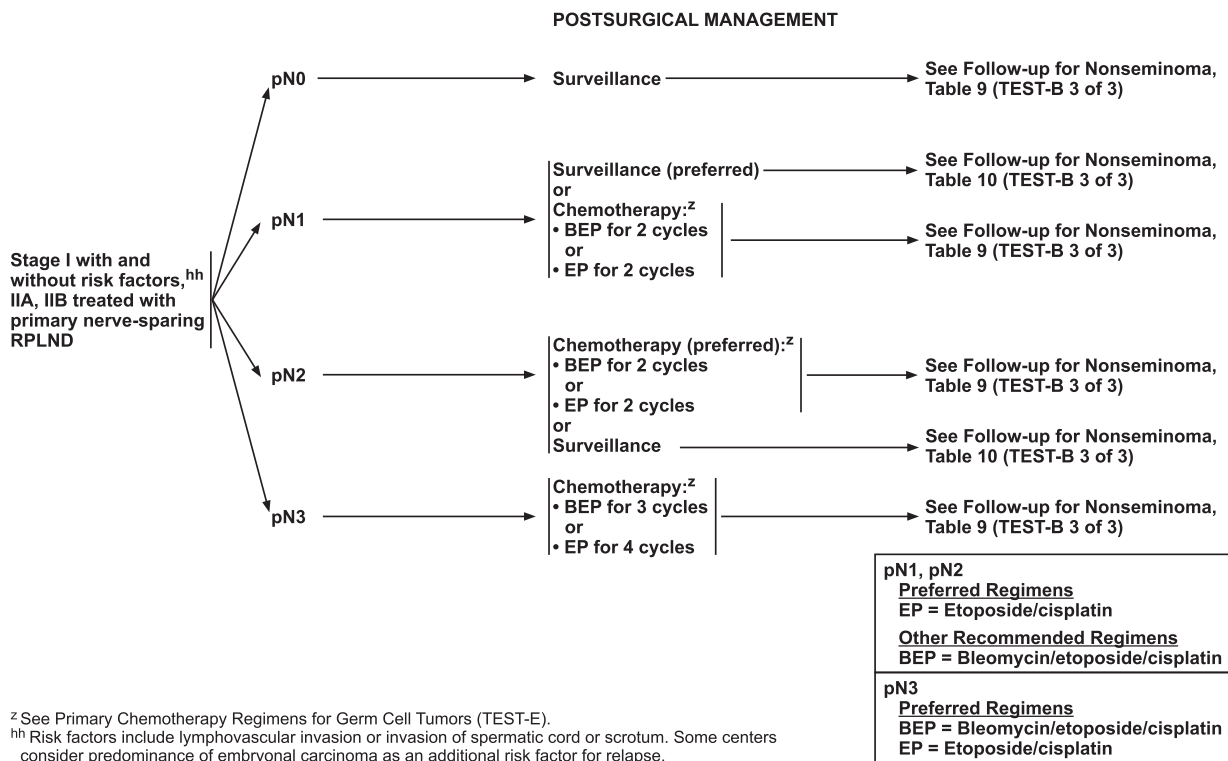 POSTSURGICAL MANAGEMENT
Stage I with and
without risk factors,hh
IIA, IIB treated with
primary nerve-sparing
RPLND
pN0
Surveillance
See Follow-up for Nonseminoma,
Table 9 (TEST-B 3 of 3)
pN1
Surveillance (preferred)
or
Chemotherapy:z
• BEP for 2 cycles
or
• EP for 2 cycles
See Follow-up for Nonseminoma,
Table 10 (TEST-B 3 of 3)
See Follow-up for Nonseminoma,
Table 9 (TEST-B 3 of 3)
pN2
Chemotherapy (preferred):z
• BEP for 2 cycles
or
• EP for 2 cycles
or
Surveillance
See Follow-up for Nonseminoma,
Table 9 (TEST-B 3 of 3)
See Follow-up for Nonseminoma,
Table 10 (TEST-B 3 of 3)
pN3
Chemotherapy:z
• BEP for 3 cycles
or
• EP for 4 cycles
See Follow-up for Nonseminoma,
Table 9 (TEST-B 3 of 3)
pN1, pN2
Preferred Regimens
EP = Etoposide/cisplatin
Other Recommended Regimens
BEP = Bleomycin/etoposide/cisplatin
pN3
Preferred Regimens
BEP = Bleomycin/etoposide/cisplatin
EP = Etoposide/cisplatin
z See Primary Chemotherapy Regimens for Germ Cell Tumors (TEST-E).
hh Risk factors include lymphovecular invasion or invasion of spermatic cord or scrotum. Some centers
consider predominance of embryonal carcinoma as an additional risk factor for relapse.